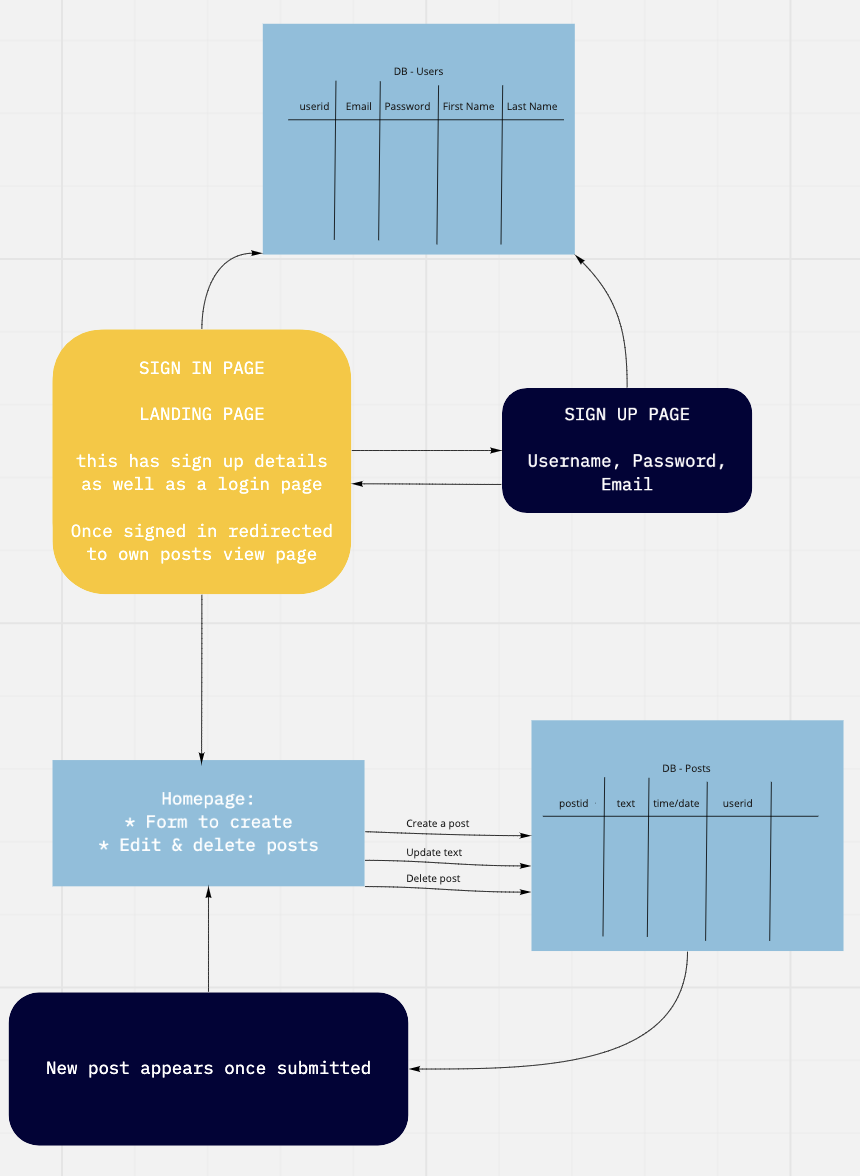 DB - Users
userid Email Password First Name Last Name
SIGN IN PAGE
LANDING PAGE
this has sign up details
as well as a login page
Once signed in redirected
to own posts view page
SIGN UP PAGE
Username, Password,
Email
DB - Posts
postid text time/date userid
Homepage:
* Form to create
* Edit & delete posts
Create a post
Update text
Delete post
New post appears once submitted